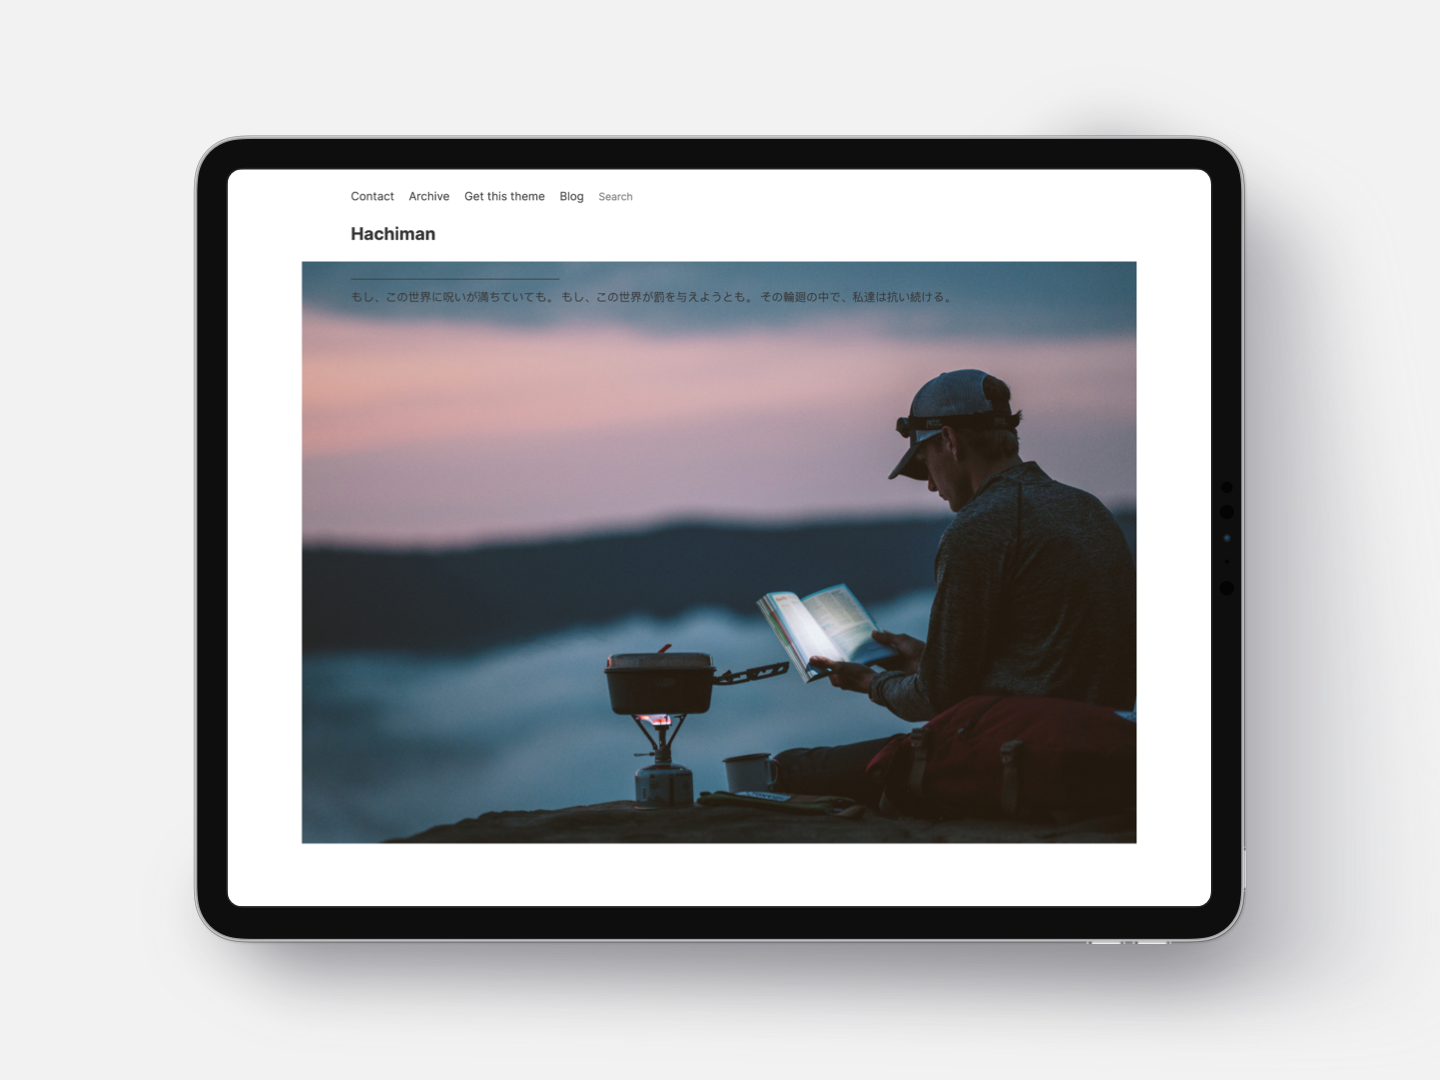 Contact Archive Get this theme Blog Search
Hachiman
もし、この世界に呪いが満ちていても。 もし、この世界が罰を与えようとも。 その輪廻の中で、私達は抗い続ける。